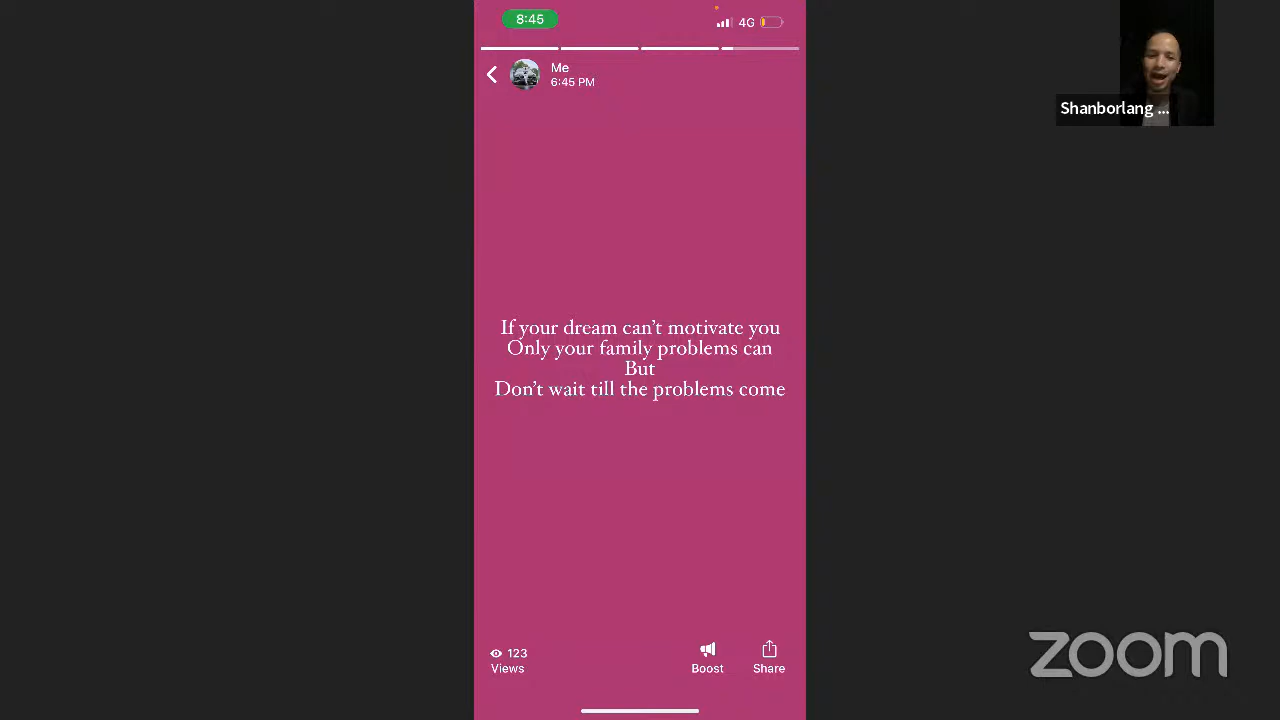 8:45
4G
Me
6:45 PM
Shanborlang ...
If your dream can't motivate you
Only your family problems can
But
Don't wait till the problems come
123
Views
Boost
Share
zoom